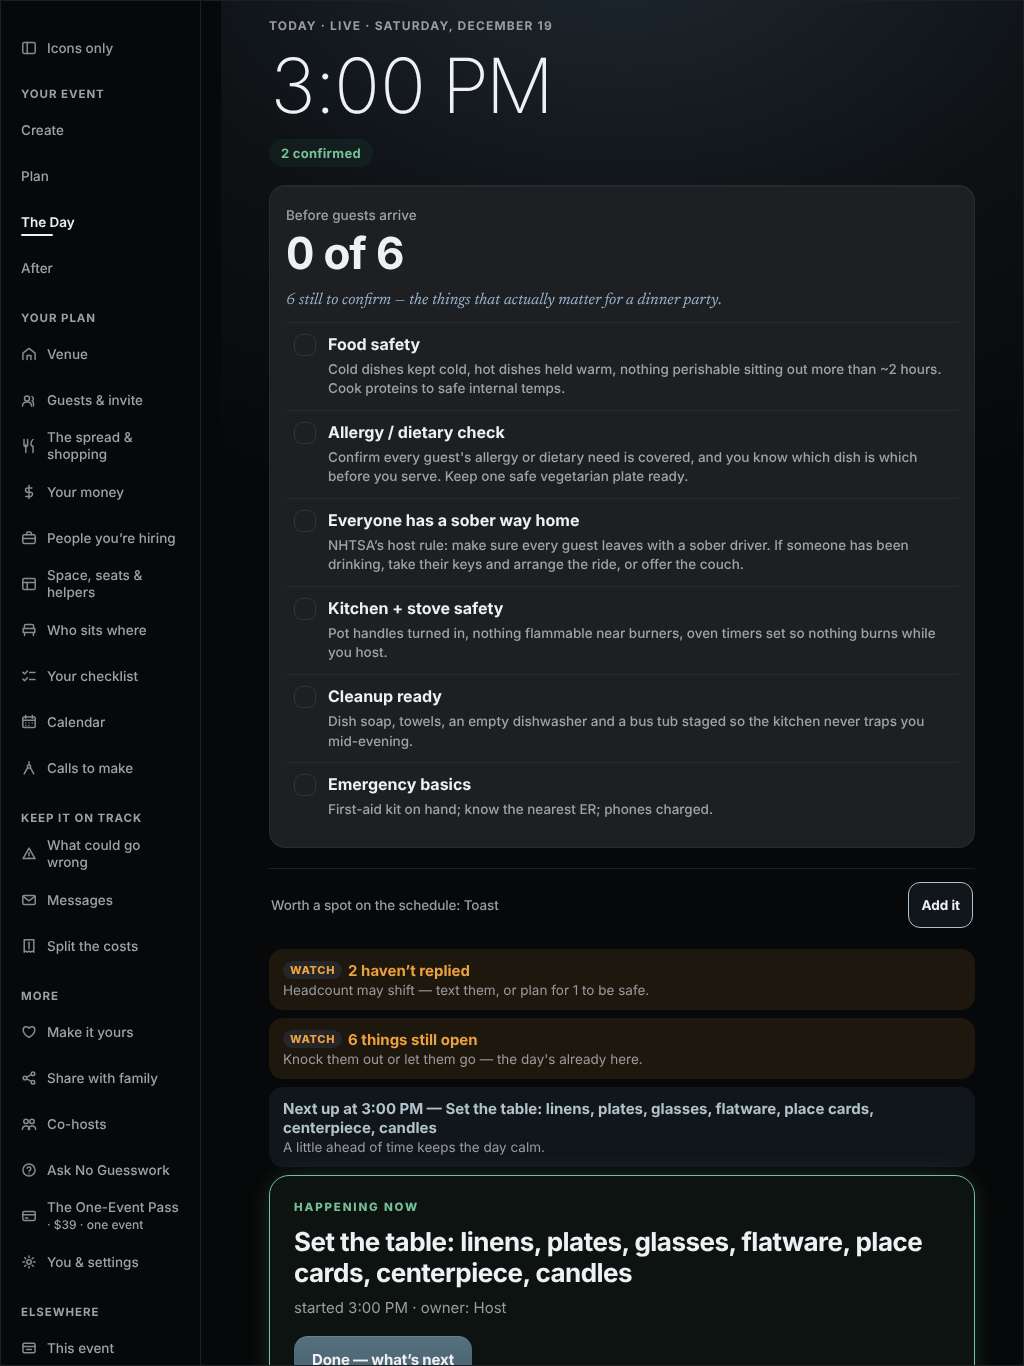 Icons only
YOUR EVENT
Create
Plan
The Day
After
YOUR PLAN
Venue
Guests & invite
The spread &
shopping
Your money
People you’re hiring
Space, seats &
helpers
Who sits where
Your checklist
Calendar
Calls to make
KEEP IT ON TRACK
What could go
wrong
Messages
Split the costs
MORE
Make it yours
Share with family
Co-hosts
Ask No Guesswork
The One-Event Pass
· $39 · one event
You & settings
ELSEWHERE
This event
TODAY · LIVE · SATURDAY, DECEMBER 19
3:00 PM
2 confirmed
Before guests arrive
0 of 6
6 still to confirm — the things that actually matter for a dinner party.
Food safety
Cold dishes kept cold, hot dishes held warm, nothing perishable sitting out more than ~2 hours.
Cook proteins to safe internal temps.
Allergy / dietary check
Confirm every guest's allergy or dietary need is covered, and you know which dish is which
before you serve. Keep one safe vegetarian plate ready.
Everyone has a sober way home
NHTSA’s host rule: make sure every guest leaves with a sober driver. If someone has been
drinking, take their keys and arrange the ride, or offer the couch.
Kitchen + stove safety
Pot handles turned in, nothing flammable near burners, oven timers set so nothing burns while
you host.
Cleanup ready
Dish soap, towels, an empty dishwasher and a bus tub staged so the kitchen never traps you
mid-evening.
Emergency basics
First-aid kit on hand; know the nearest ER; phones charged.
Worth a spot on the schedule: Toast
Add it
WATCH 2 haven’t replied
Headcount may shift — text them, or plan for 1 to be safe.
WATCH 6 things still open
Knock them out or let them go — the day's already here.
Next up at 3:00 PM — Set the table: linens, plates, glasses, flatware, place cards,
centerpiece, candles
A little ahead of time keeps the day calm.
HAPPENING NOW
Set the table: linens, plates, glasses, flatware, place
cards, centerpiece, candles
started 3:00 PM · owner: Host
Done — what’s next